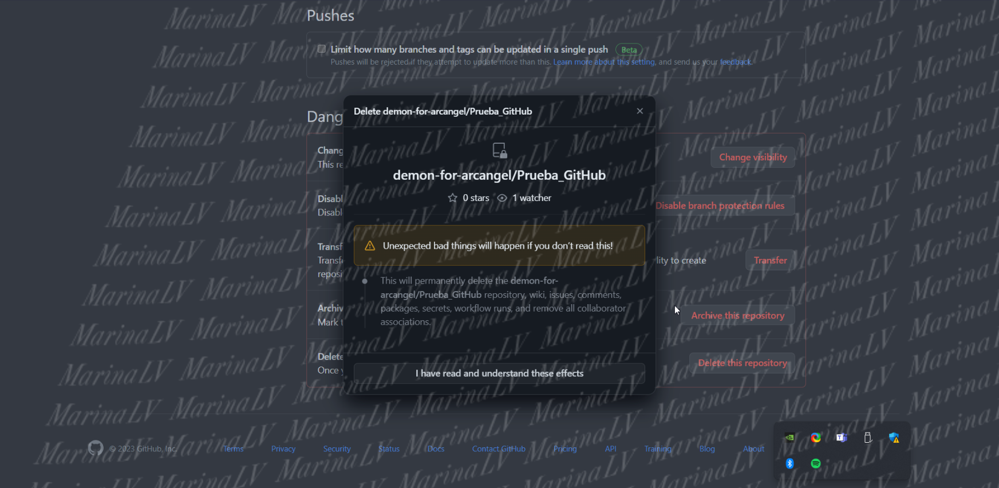 Pushes
Limit how many branches and tags can be updated in a single push Beta
Pushes will be rejected if they attempt to update more than this. Learn more about this setting, and send us your feedback.
Dang
Delete demon-for-arcangel/Prueba_GitHub
demon-for-arcangel/Prueba_GitHub
0 stars 1 watcher
Unexpected bad things will happen if you don't read this!
This will permanently delete the demon-for-
arcangel/Prueba_GitHub repository, wiki, issues, comments,
packages, secrets, workflow runs, and remove all collaborator
associations.
I have read and understand these effects
Chang
This re
Change visibility
Disabl
Disabl
Disable branch protection rules
Transf
Transf
reposi
lity to create
Transfer
Archiv
Mark t
Archive this repository
Delete
Once y
Delete this repository
© 2023 GitHub, Inc. Terms Privacy Security Status Docs Contact GitHub Pricing API Training Blog About
MarinaLV